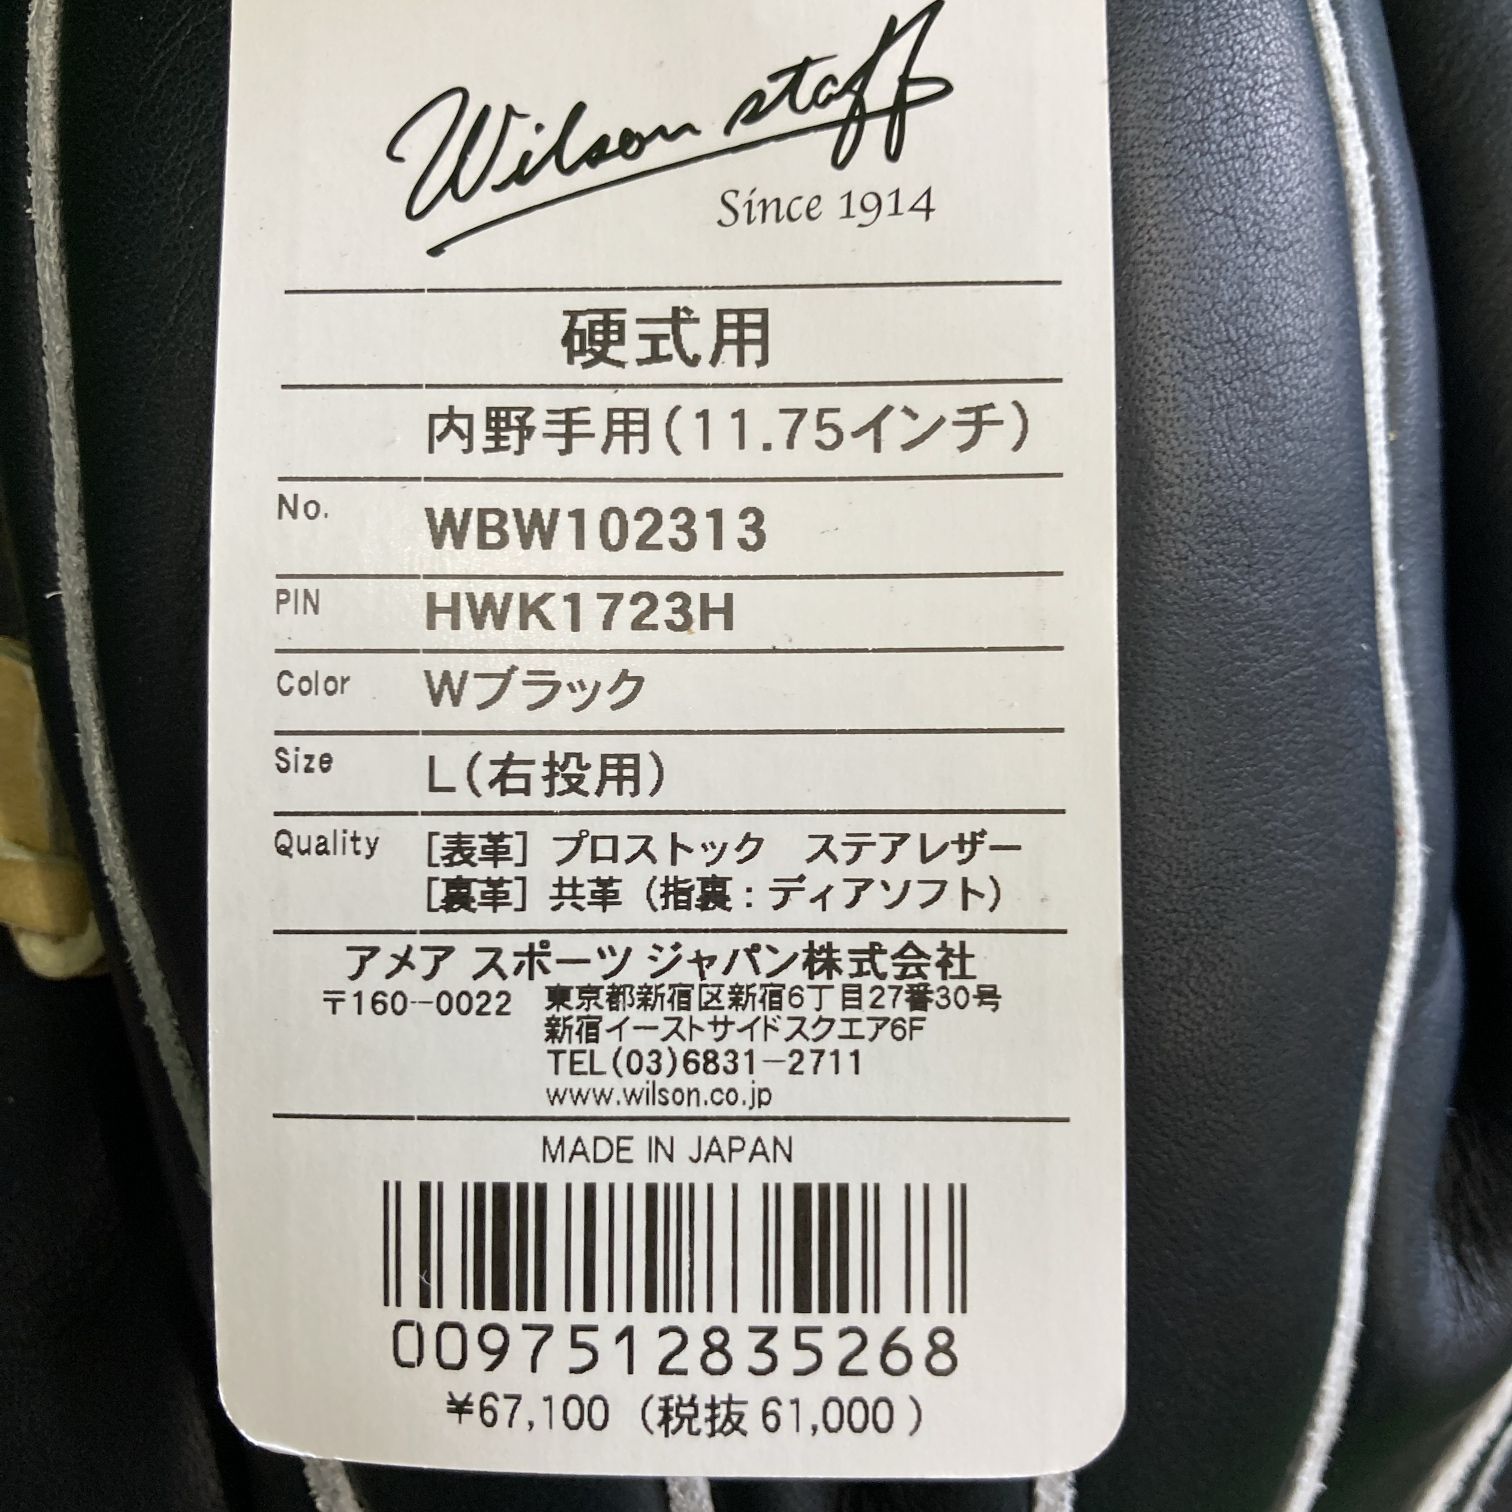 Wilson staff
Since 1914
硬式用
内野手用(11.75インチ)
No. WBW102313
PIN HWK1723H
Color Wブラック
Size L(右投用)
Quality [表革] プロストック ステアレザー
[裏革] 共革 (指裏:ディアソフト)
アメア スポーツ ジャパン株式会社
〒160-0022 東京都新宿区新宿6丁目27番30号
新宿イーストサイドスクエア6F
TEL(03)6831-2711
www.wilson.co.jp
MADE IN JAPAN
0097512835268
¥67,100 (税抜 61,000)